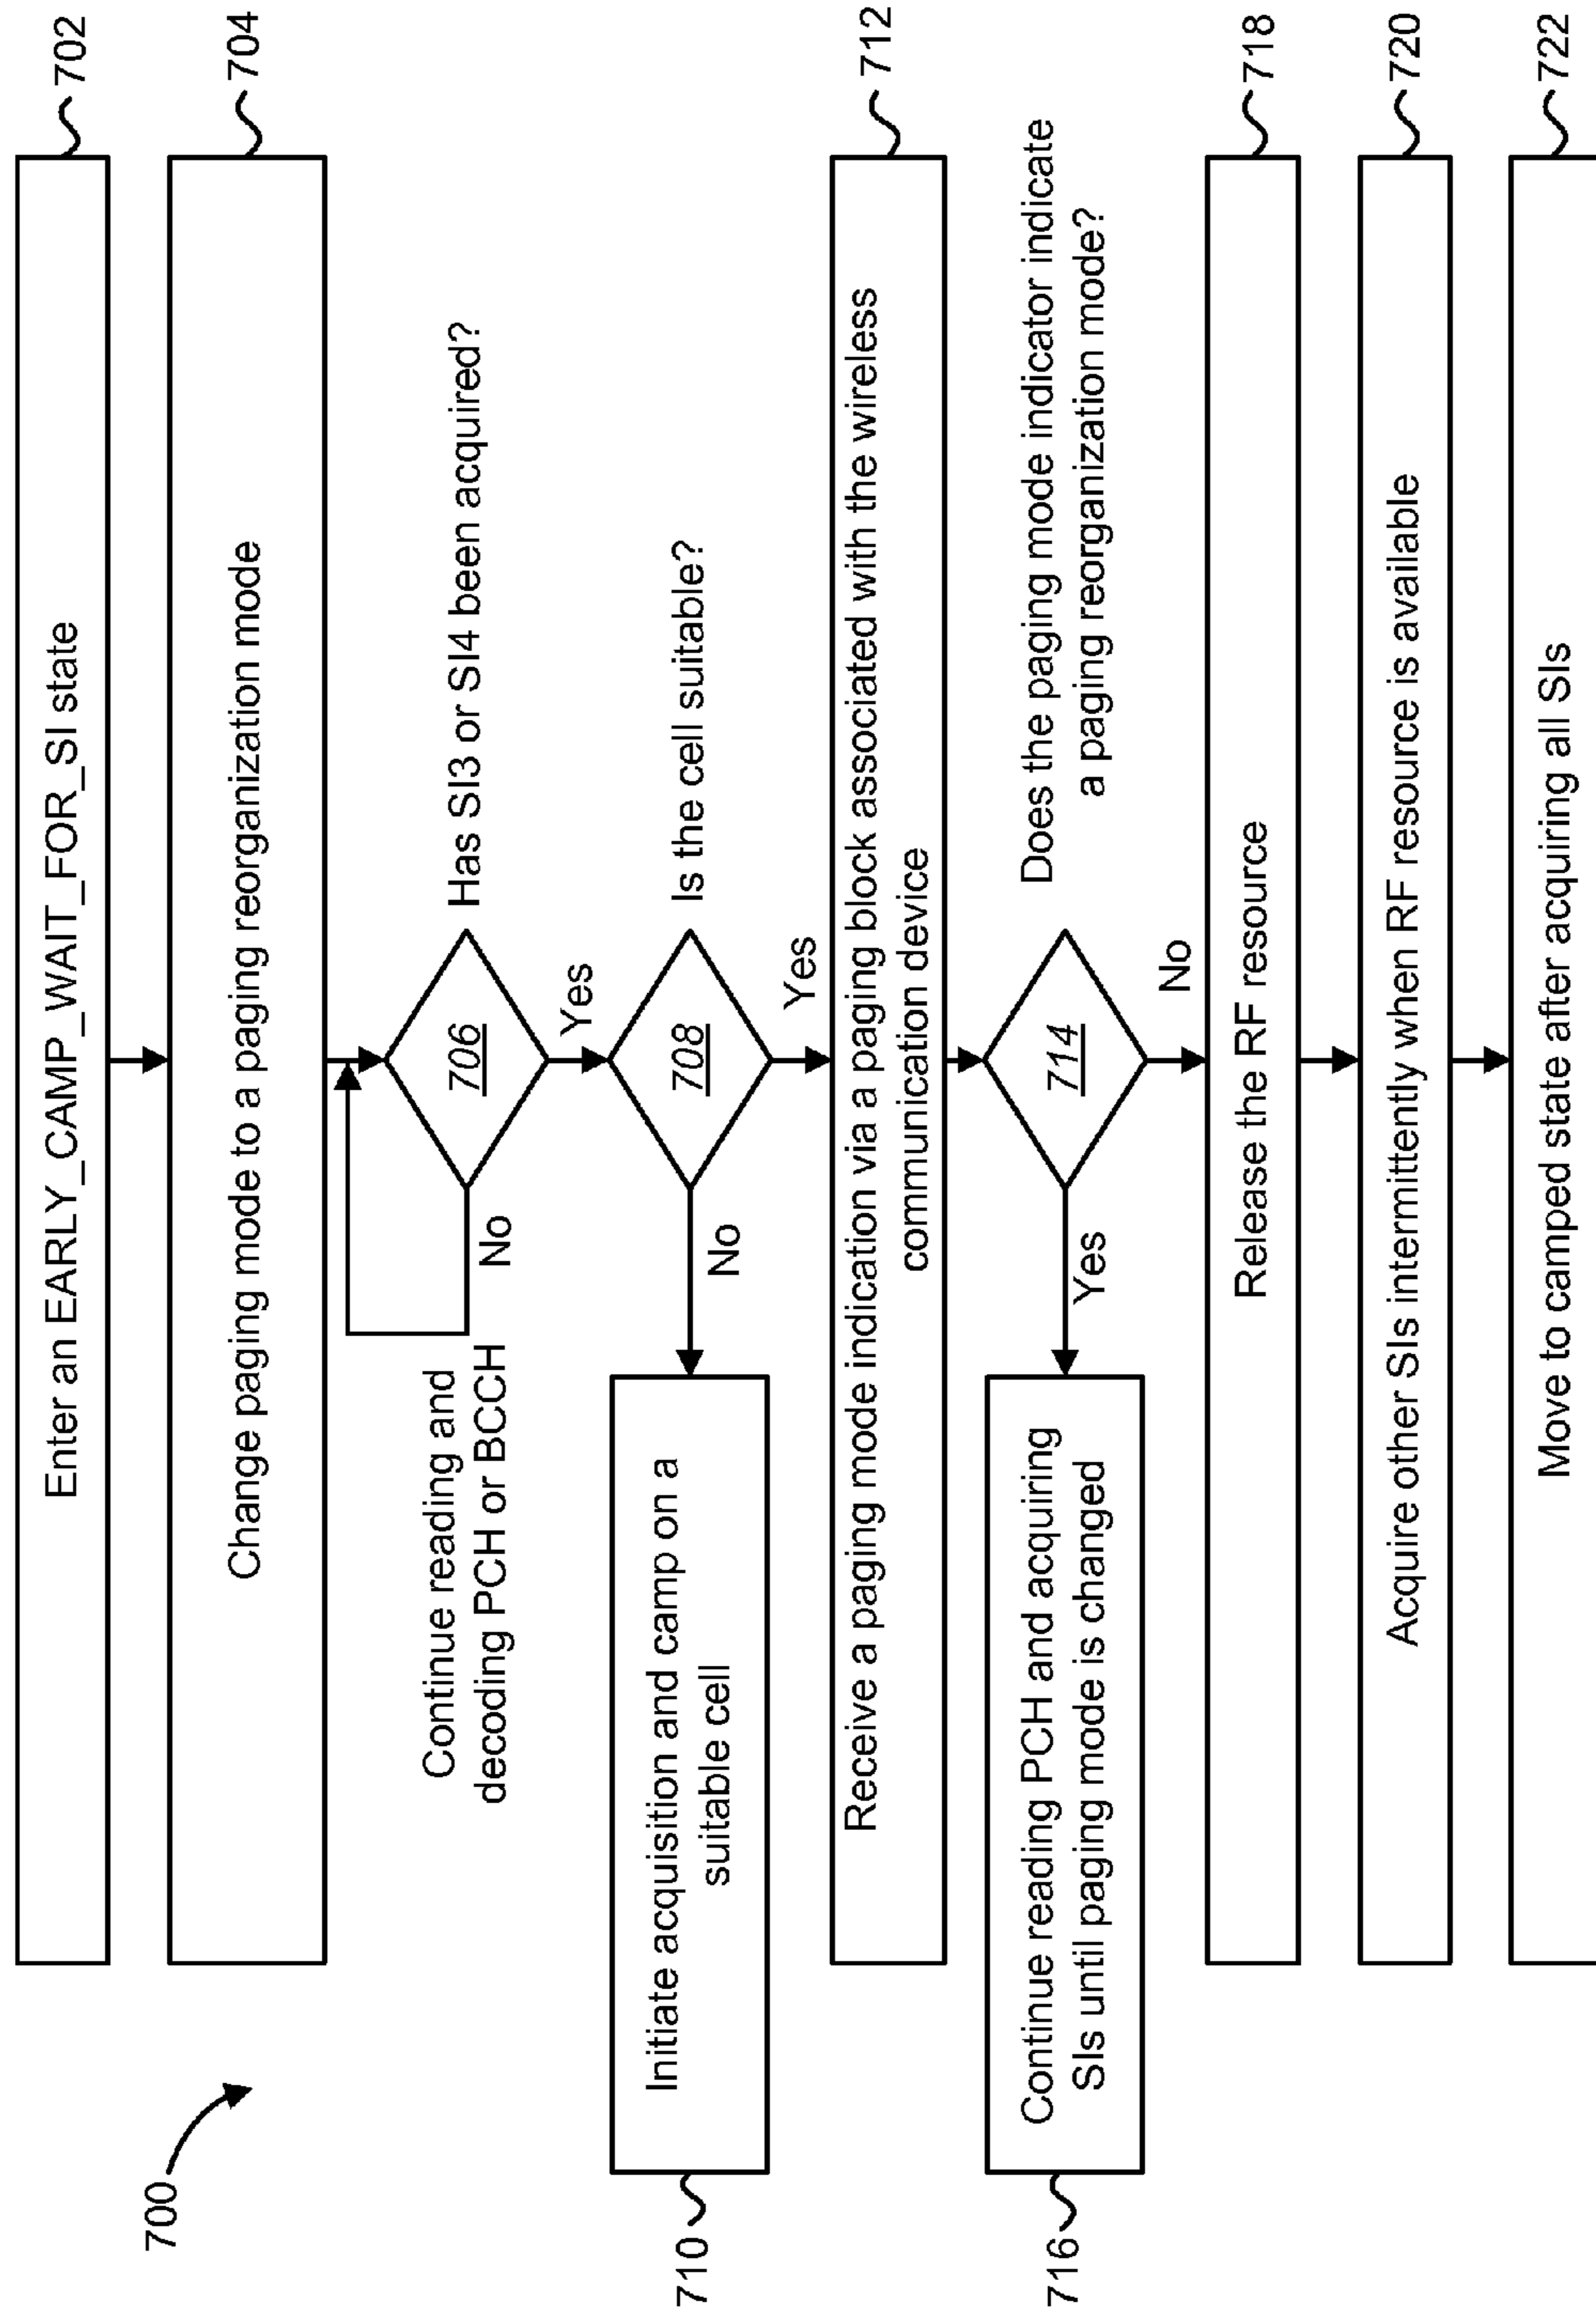 700
Enter an EARLY_CAMP_WAIT_FOR_SI state
702
Change paging mode to a paging reorganization mode
704
Continue reading and
decoding PCH or BCCH
No
706
Has SI3 or SI4 been acquired?
Yes
708
Is the cell suitable?
No
Yes
710
Initiate acquisition and camp on a
suitable cell
Receive a paging mode indication via a paging block associated with the wireless
communication device
712
714
Does the paging mode indicator indicate
a paging reorganization mode?
Yes
No
716
Continue reading PCH and acquiring
SIs until paging mode is changed
Release the RF resource
718
Acquire other SIs intermittently when RF resource is available
720
Move to camped state after acquiring all SIs
722